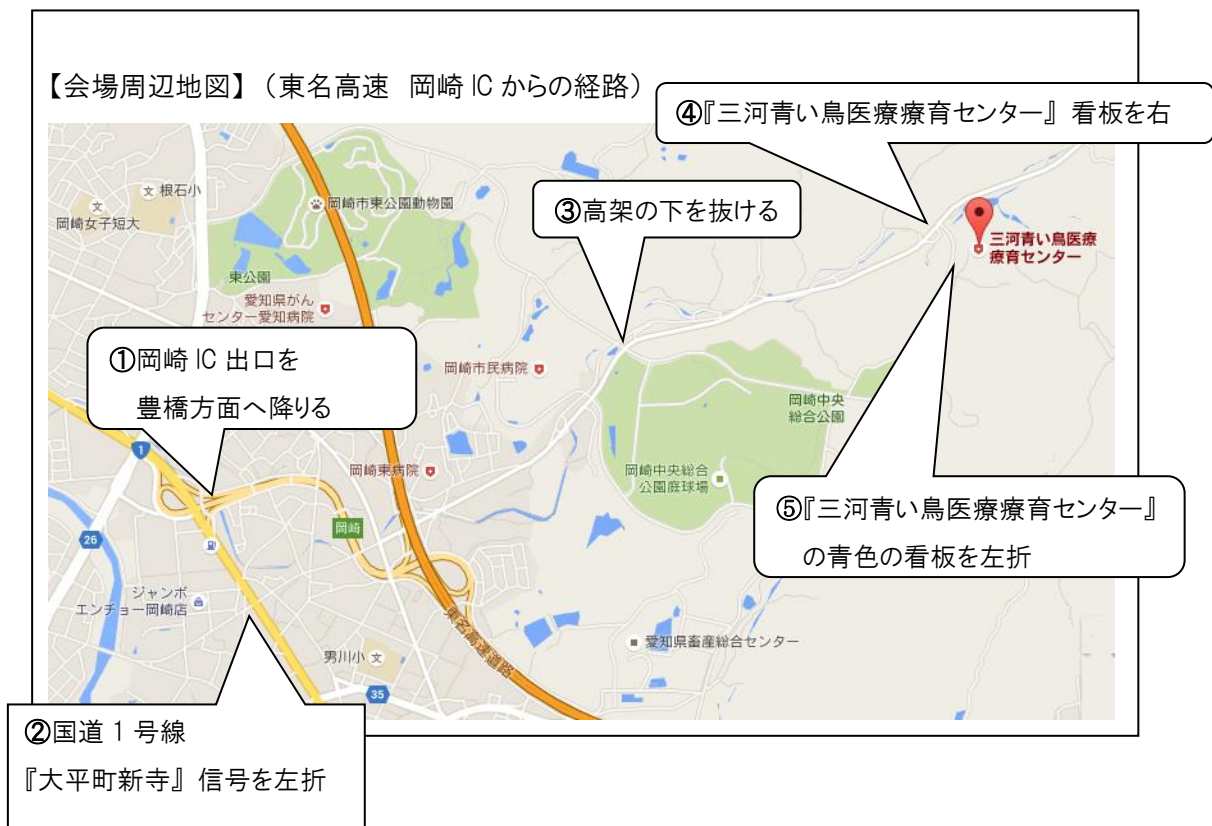 【会場周辺地図】（東名高速　岡崎ICからの経路）
④『三河青い鳥医療療育センター』看板を右
③高架の下を抜ける
根石小
文
文
岡崎女子短大
岡崎市東公園動物園
東公園
愛知県がん
センター愛知病院
三河青い鳥医療
療育センター
①岡崎IC出口を
豊橋方面へ降りる
岡崎市民病院
岡崎中央
総合公園
1
岡崎東病院
岡崎中央総合
公園庭球場
⑤『三河青い鳥医療療育センター』
の青色の看板を左折
26
岡崎
ジャンボ
エンチョー岡崎店
東名高速道路
愛知県畜産総合センター
男川小
文
35
②国道1号線
『大平町新寺』信号を左折